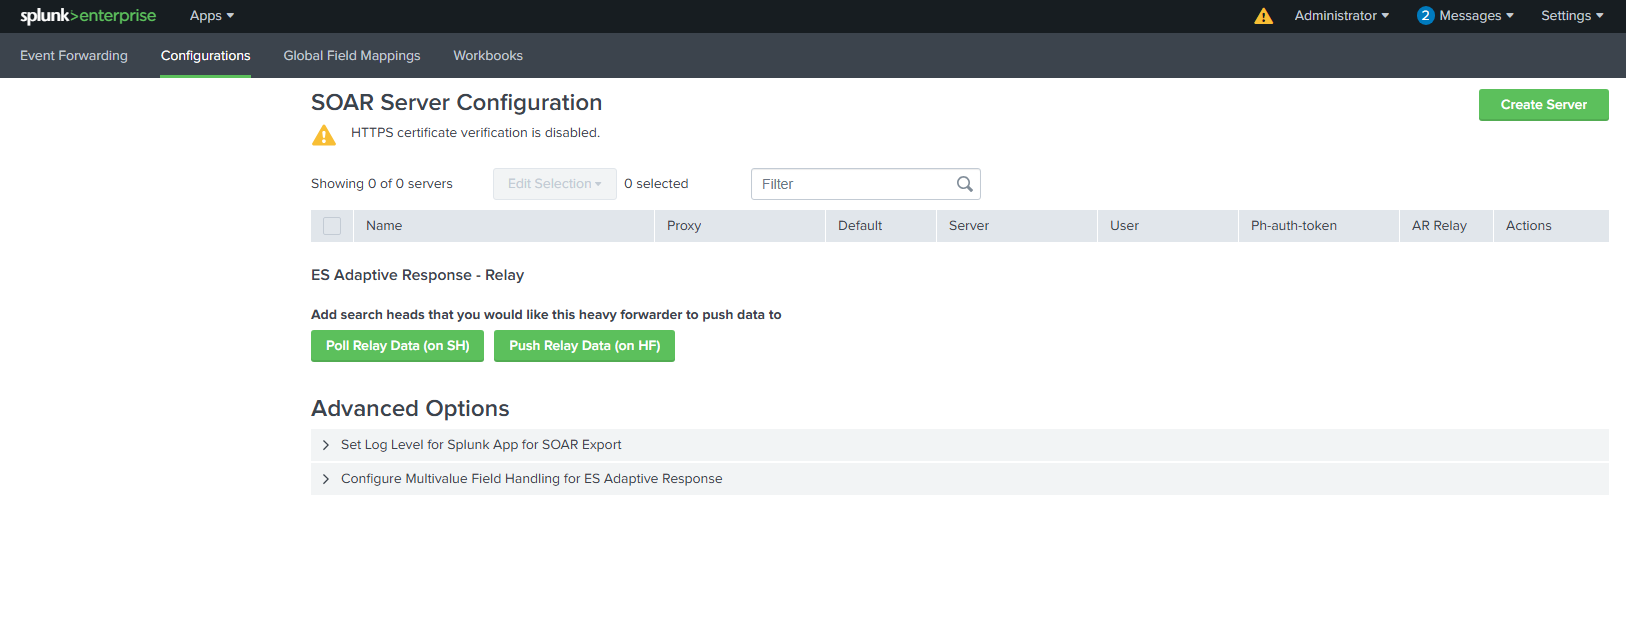 splunk>enterprise Apps Administrator 2 Messages Settings
Event Forwarding Configurations Global Field Mappings Workbooks
SOAR Server Configuration
Create Server
HTTPS certificate verification is disabled.
Showing 0 of 0 servers Edit Selection 0 selected Filter
Name Proxy Default Server User Ph-auth-token AR Relay Actions
ES Adaptive Response - Relay
Add search heads that you would like this heavy forwarder to push data to
Poll Relay Data (on SH) Push Relay Data (on HF)
Advanced Options
Set Log Level for Splunk App for SOAR Export
Configure Multivalue Field Handling for ES Adaptive Response